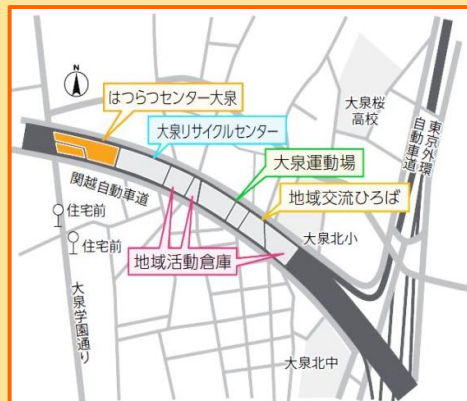 N
はつらつセンター大泉
大泉リサイクルセンター
大泉桜
高校
東京外環
自動車道
大泉運動場
関越自動車道
地域交流ひろば
住宅前
大泉北小
住宅前
地域活動倉庫
大泉学園通り
大泉北中